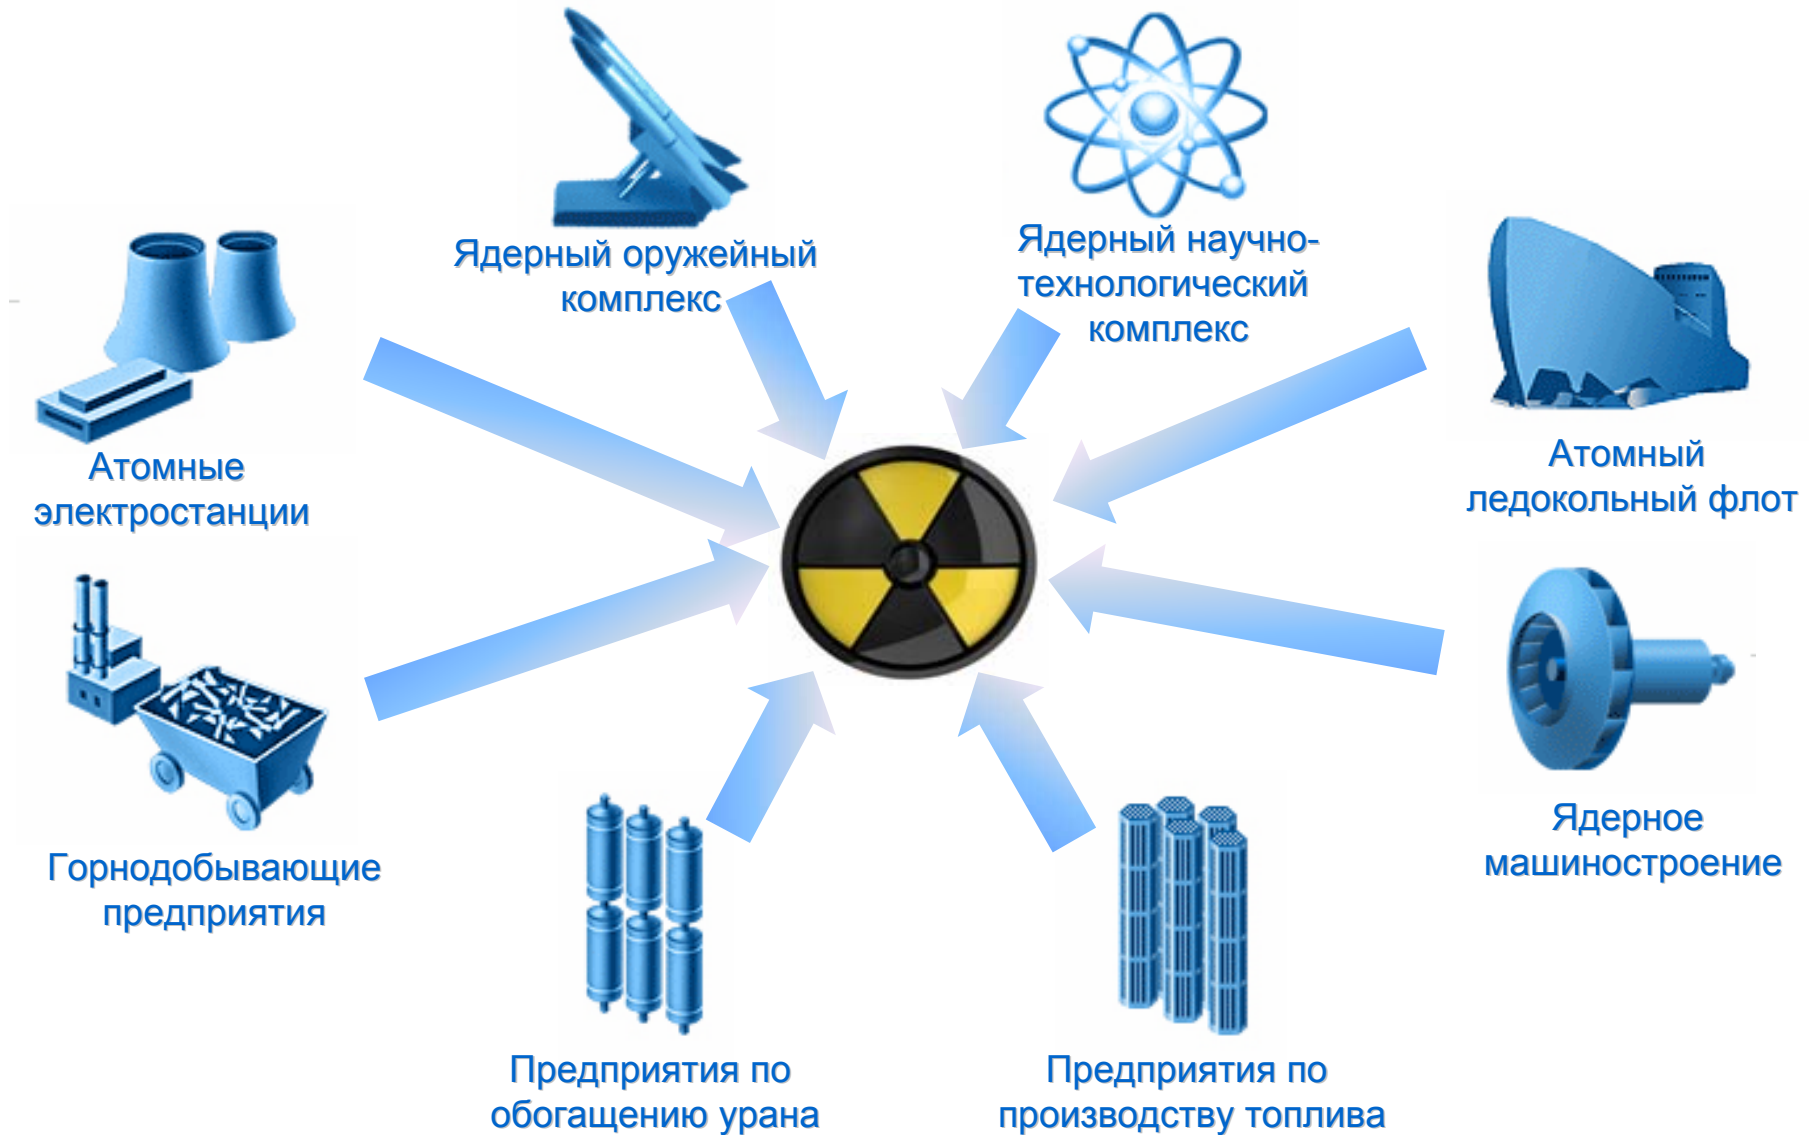 Ядерный оружейный
комплекс
Ядерный научно-
технологический
комплекс
Атомные
электростанции
Атомный
ледокольный флот
Горнодобывающие
предприятия
Ядерное
машиностроение
Предприятия по
обогащению урана
Предприятия по
производству топлива